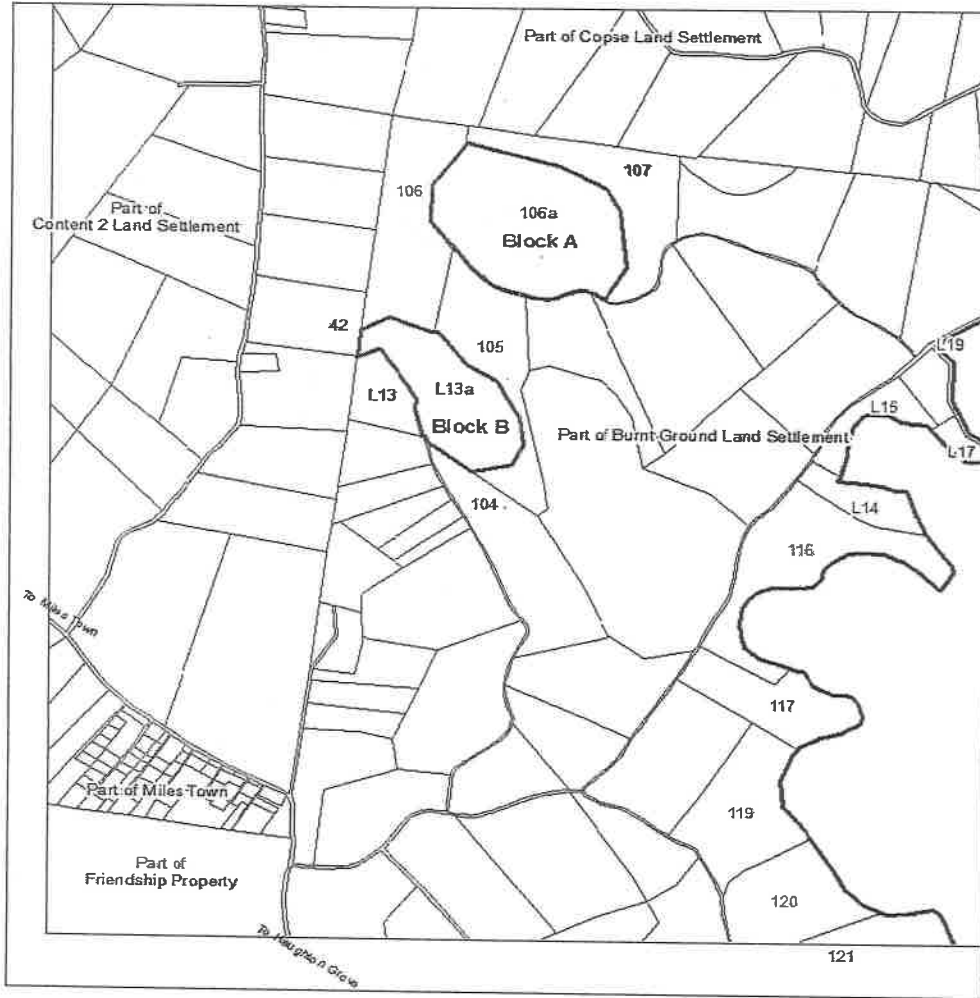 Part of Copse Land Settlement
107
106
106a
Block A
Part of
Content 2 Land Settlement
42
105
L19
L13
L13a
L15
Block B
Part of Burnt Ground Land Settlement
L17
104
L14
116
To Miles Town
117
Part of Miles Town
119
Part of
Friendship Property
120
To Haughton Grove
121